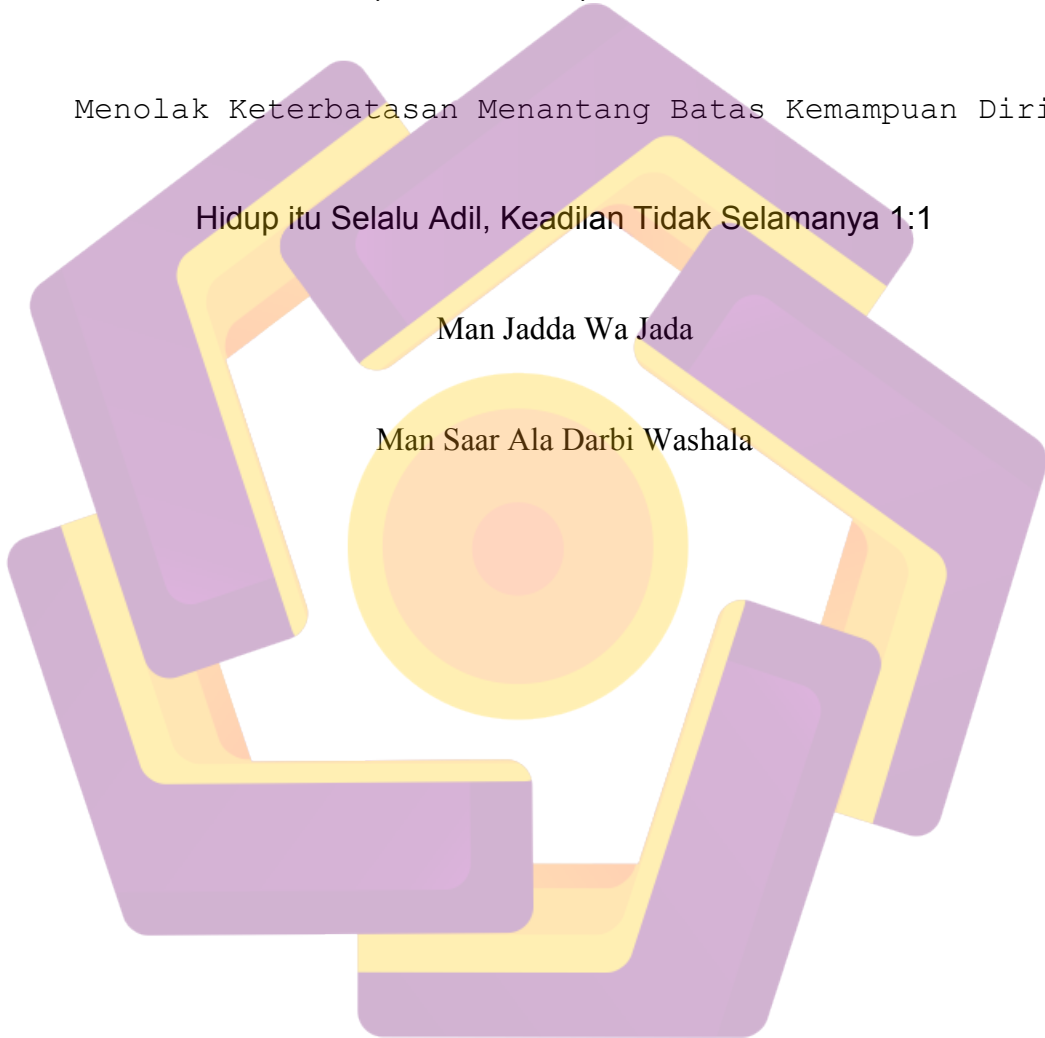 Menolak Keterbatasan Menantang Batas Kemampuan Diri
Hidup itu Selalu Adil, Keadilan Tidak Selamanya 1:1
Man Jadda Wa Jada
Man Saar Ala Darbi Washala